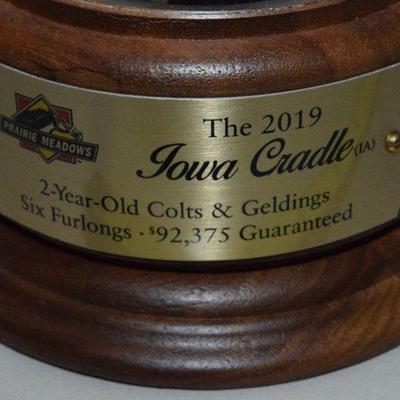 PRAIRIE MEADOWS
The 2019
Iowa Cradle (IA)
2-Year-Old Colts & Geldings
Six Furlongs · $92,375 Guaranteed